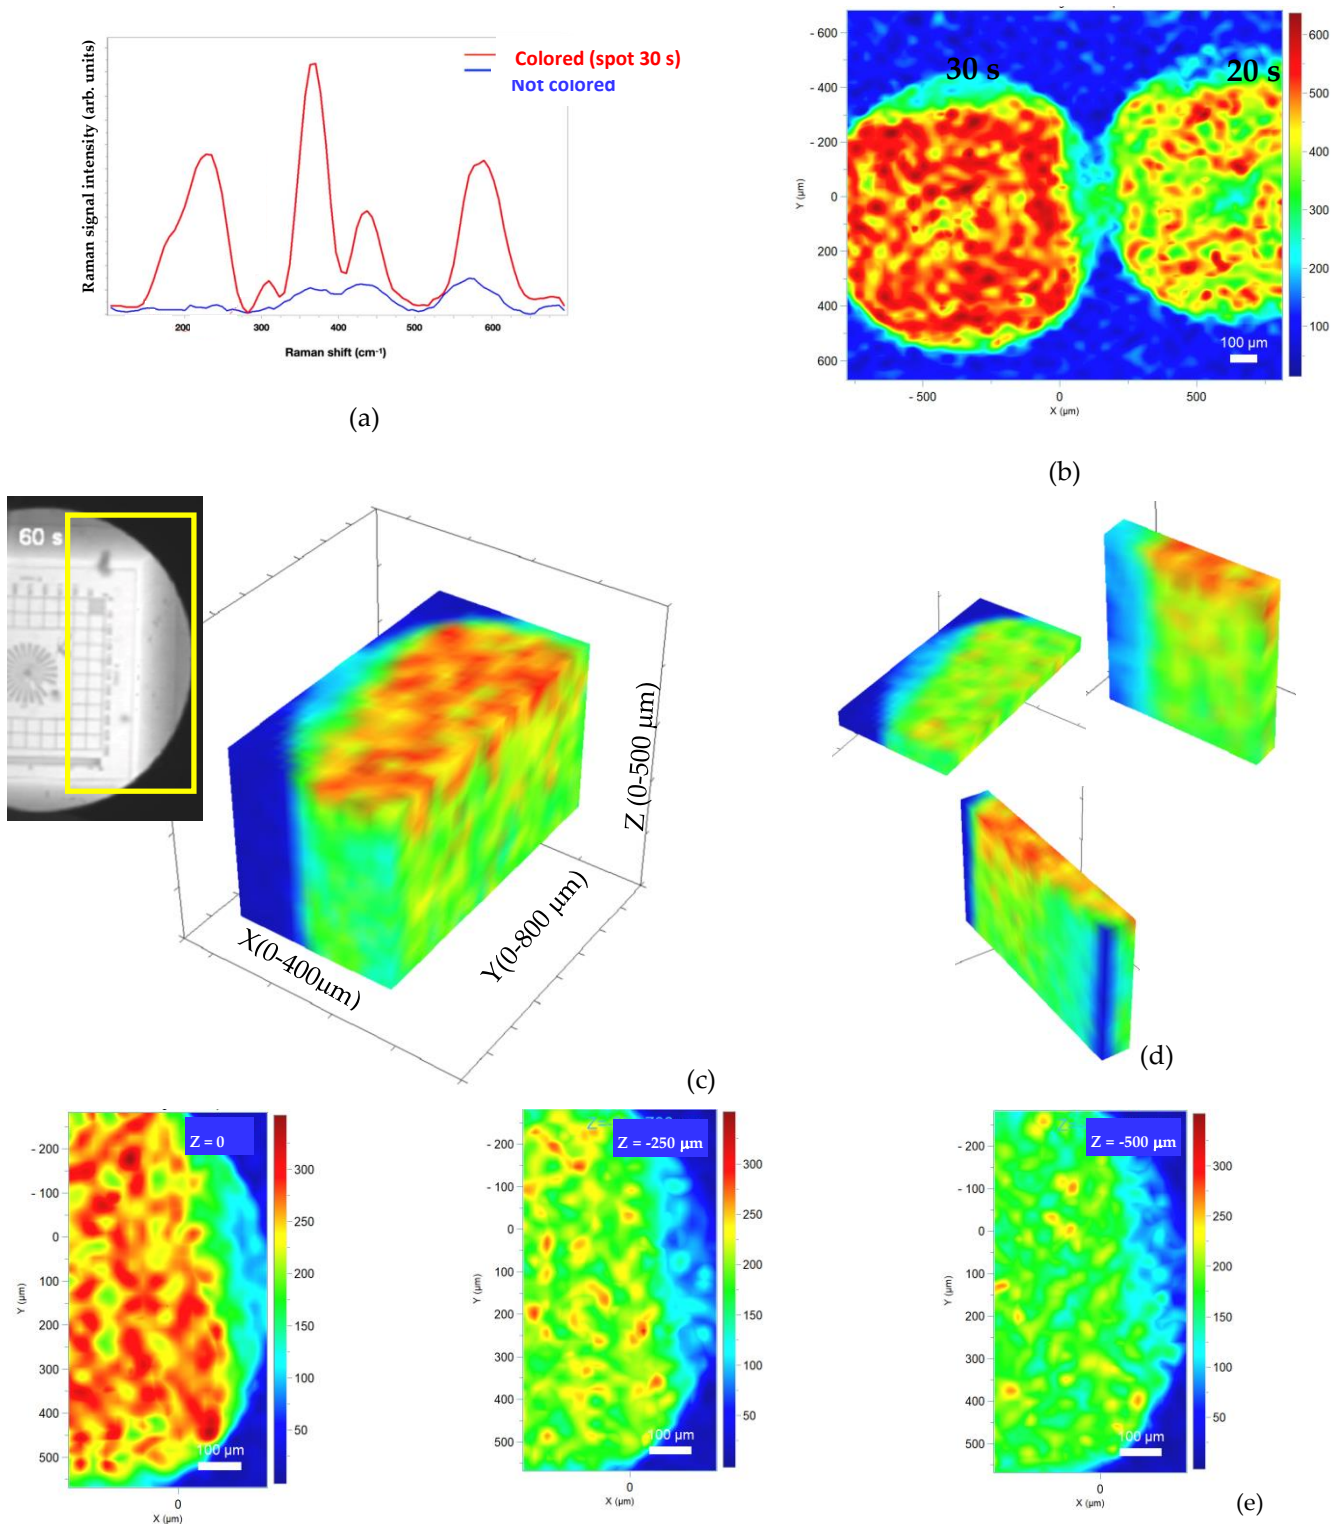 Raman signal intensity (arb. units)
Colored (spot 30 s)
Not colored
200
300
400
500
600
Raman shift (cm⁻¹)
(a)
30 s
20 s
- 600
- 400
- 200
0
200
400
600
Y (µm)
- 500
0
500
X (µm)
100 µm
600
500
400
300
200
100
(b)
60 s
X(0-400µm)
Y(0-800 µm)
Z (0-500 µm)
(c)
(d)
Z = 0
- 200
- 100
0
100
200
300
400
500
Y (µm)
0
X (µm)
100 µm
300
250
200
150
100
50
Z = -250 µm
- 200
- 100
0
100
200
300
400
500
Y (µm)
0
X (µm)
100 µm
300
250
200
150
100
50
Z = -500 µm
- 200
- 100
0
100
200
300
400
500
Y (µm)
0
X (µm)
100 µm
300
250
200
150
100
50
(e)